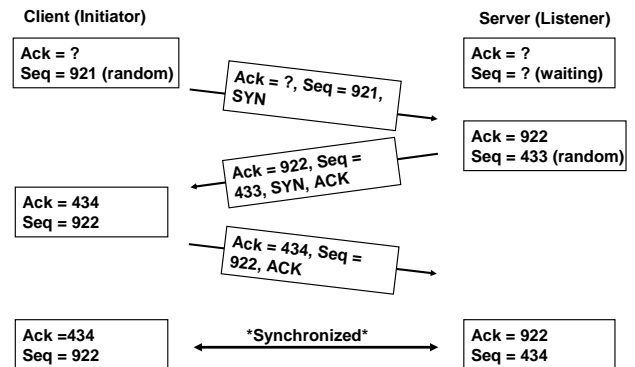 Client (Initiator)
Server (Listener)
Ack = ?
Seq = 921 (random)
Ack = ?
Seq = ? (waiting)
Ack = ?, Seq = 921,
SYN
Ack = 922
Seq = 433 (random)
Ack = 922, Seq =
433, SYN, ACK
Ack = 434
Seq = 922
Ack = 434, Seq =
922, ACK
Ack =434
Seq = 922
*Synchronized*
Ack = 922
Seq = 434